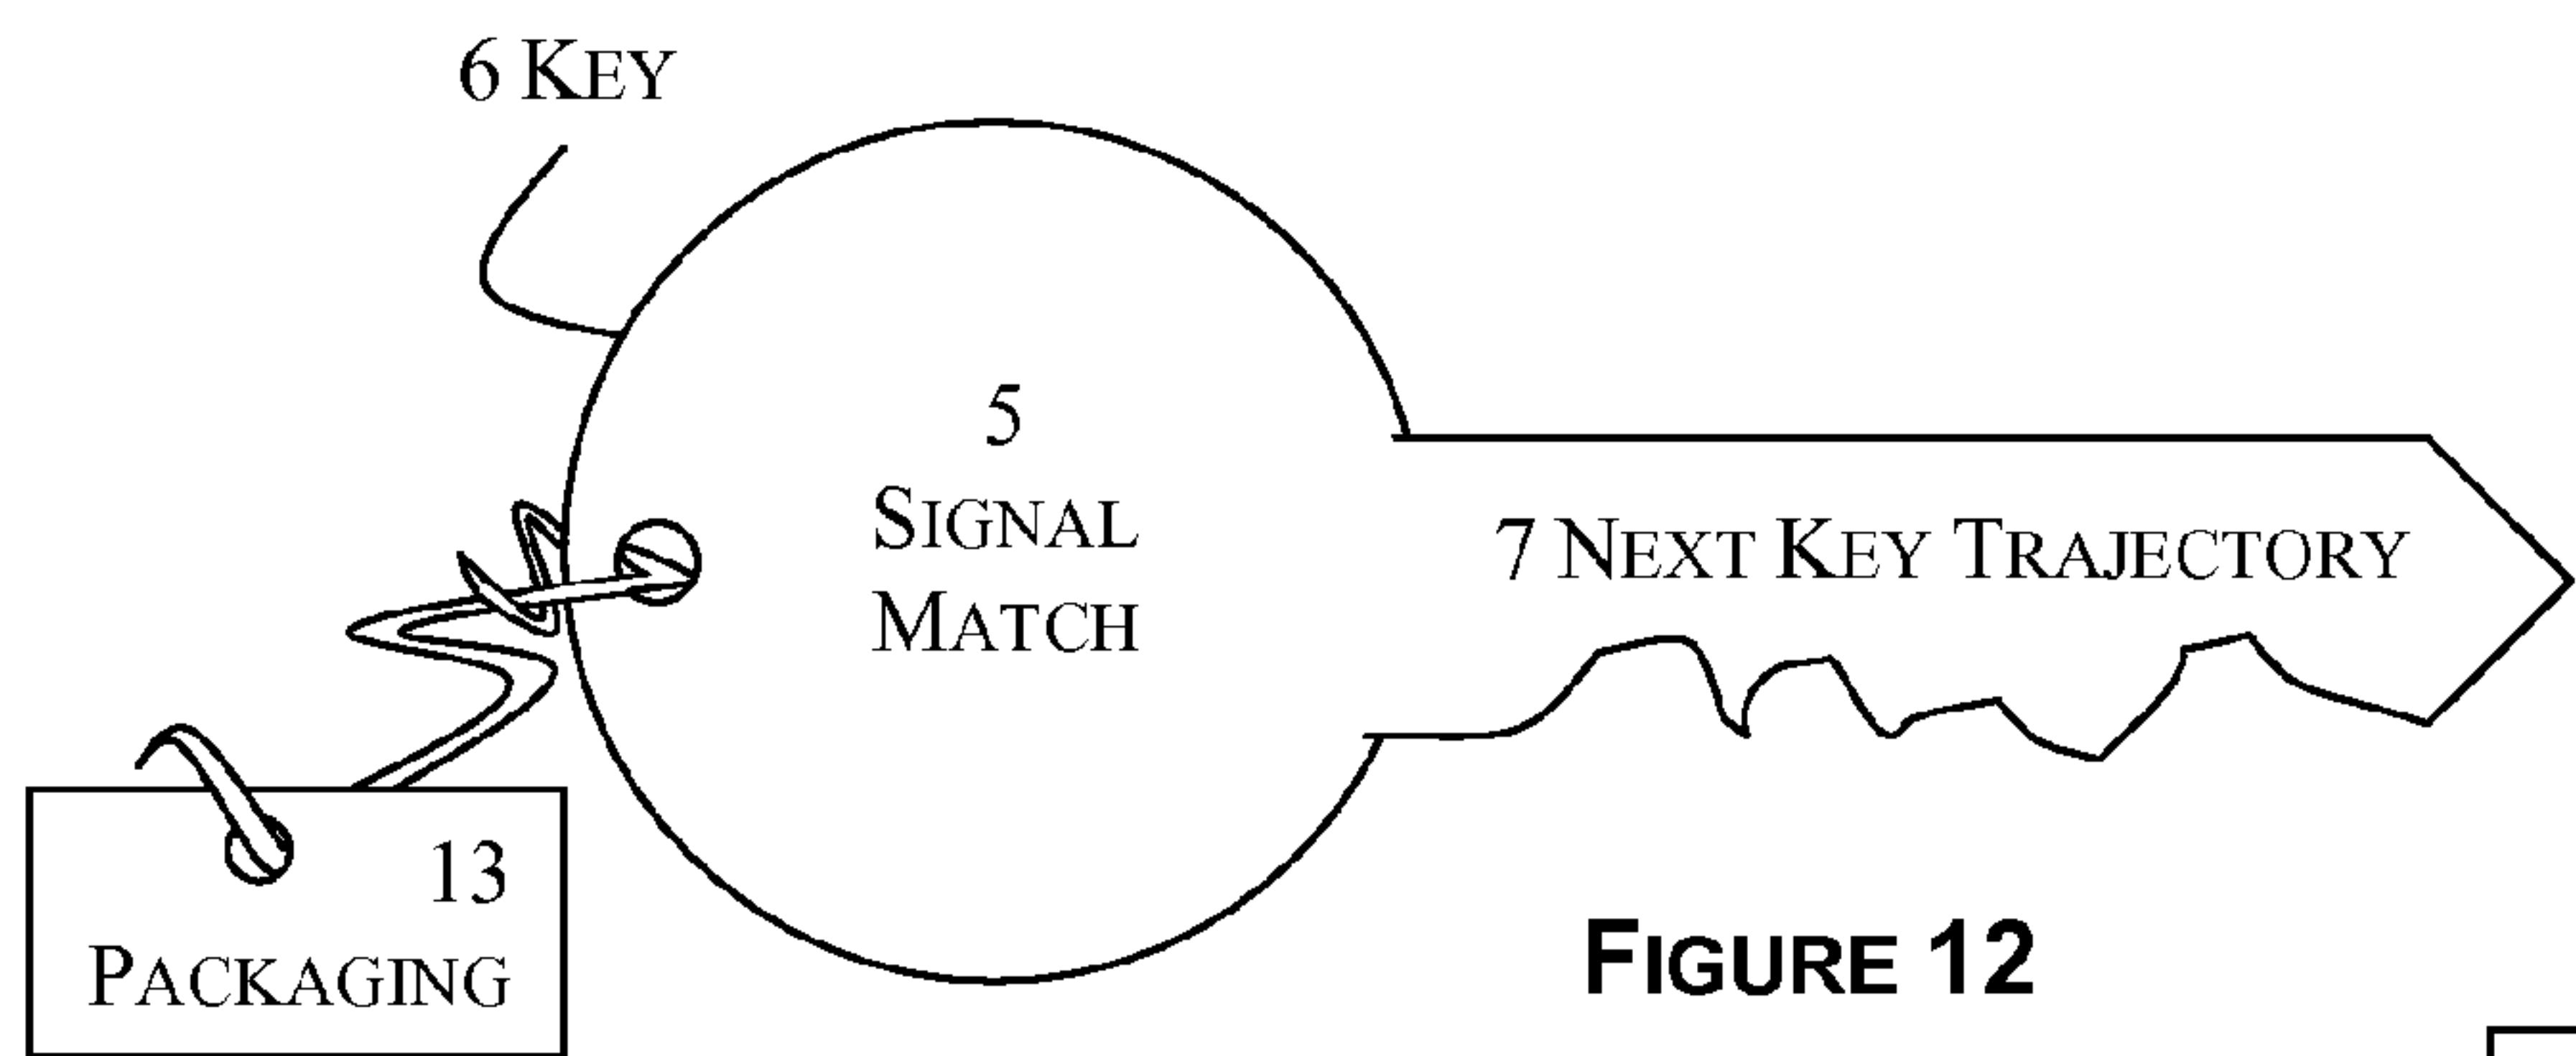 6 KEY
5
SIGNAL
MATCH
7 NEXT KEY TRAJECTORY
13
PACKAGING
FIGURE 12